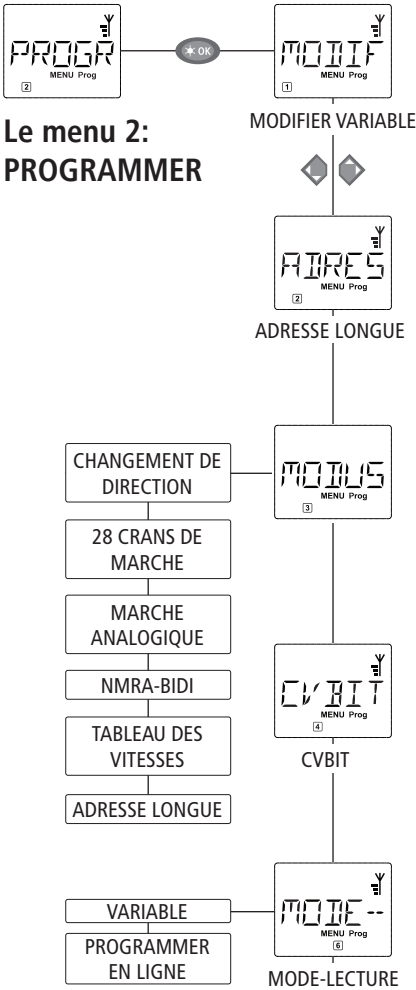 PROGR
MENU Prog
2
OK
MODIF
MENU Prog
1
Le menu 2:
PROGRAMMER
MODIFIER VARIABLE
ADRES
MENU Prog
2
ADRESSE LONGUE
CHANGEMENT DE
DIRECTION
MODUS
MENU Prog
3
28 CRANS DE
MARCHE
MARCHE
ANALOGIQUE
NMRA-BIDI
TABLEAU DES
VITESSES
ADRESSE LONGUE
CVBIT
MENU Prog
4
CVBIT
VARIABLE
PROGRAMMER
EN LIGNE
MODE--
MENU Prog
6
MODE-LECTURE